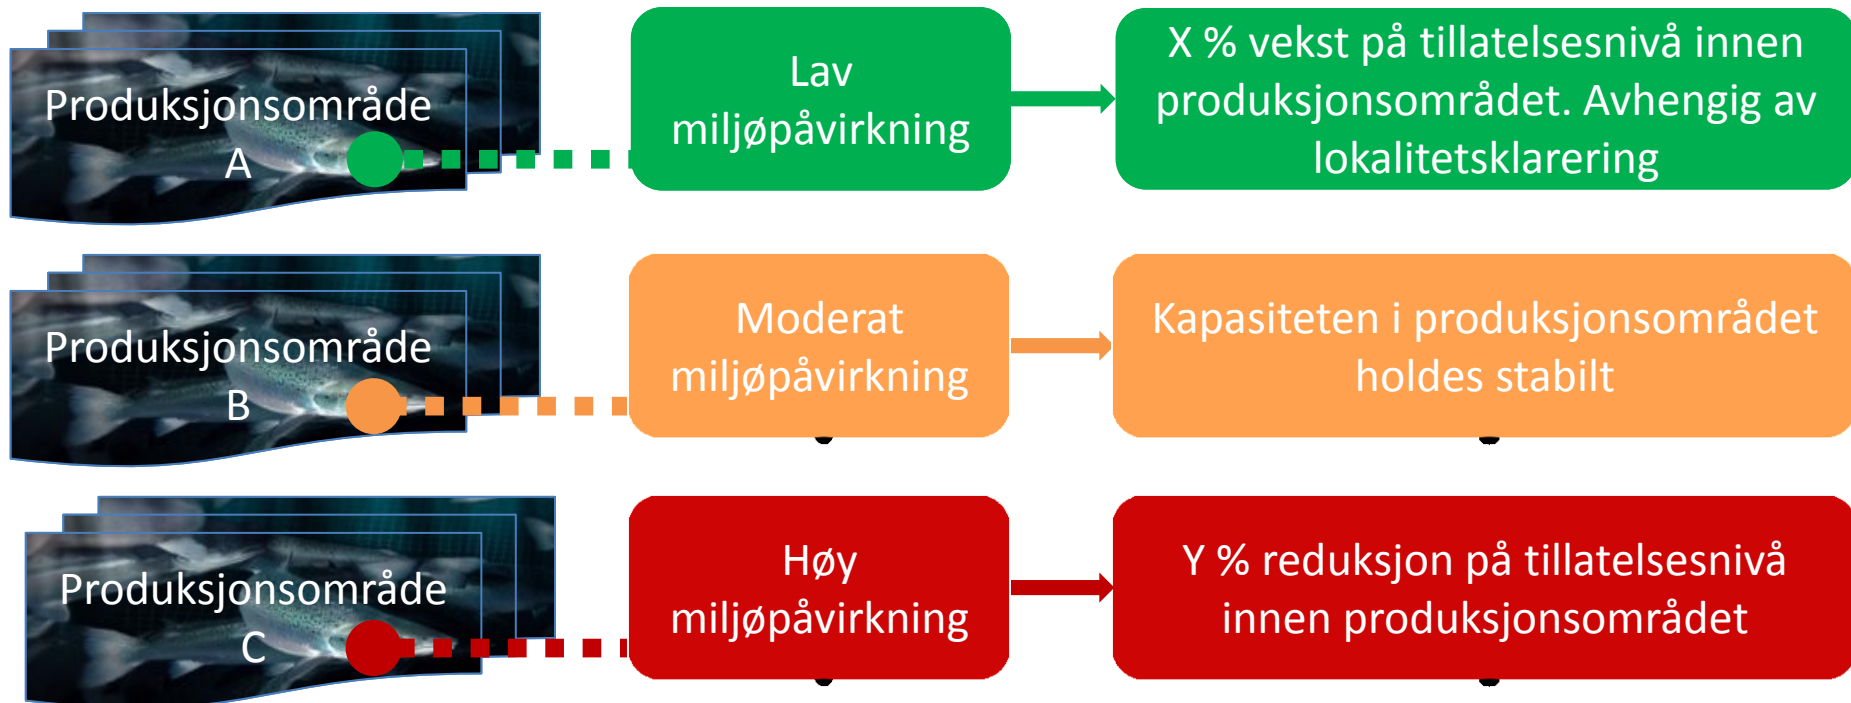 Produksjonsområde
A
Lav
miljøpåvirkning
X % vekst på tillatelsesnivå innen
produksjonsområdet. Avhengig av
lokalitetsklarering
Produksjonsområde
B
Moderat
miljøpåvirkning
Kapasiteten i produksjonsområdet
holdes stabilt
Produksjonsområde
C
Høy
miljøpåvirkning
Y % reduksjon på tillatelsesnivå
innen produksjonsområdet